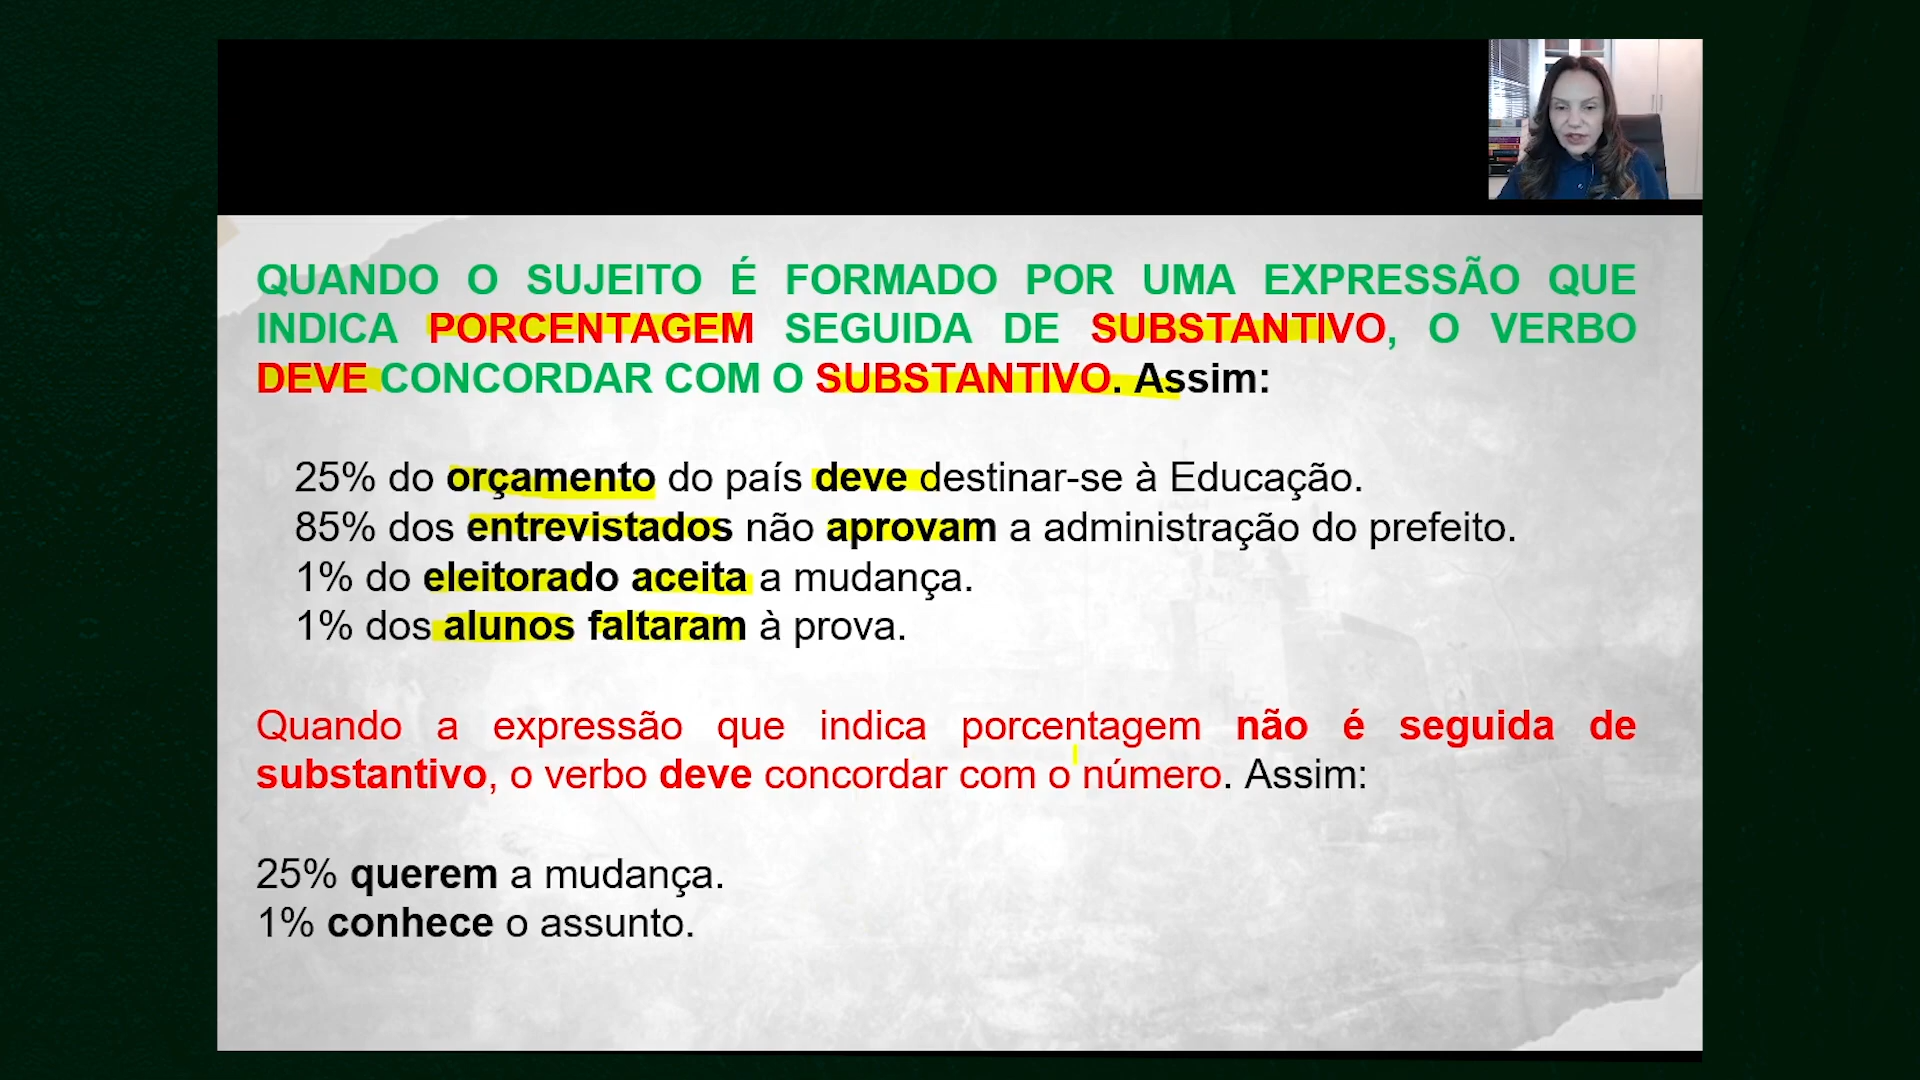 QUANDO O SUJEITO É FORMADO POR UMA EXPRESSÃO QUE
INDICA PORCENTAGEM SEGUIDA DE SUBSTANTIVO, O VERBO
DEVE CONCORDAR COM O SUBSTANTIVO. Assim:
25% do orçamento do país deve destinar-se à Educação.
85% dos entrevistados não aprovam a administração do prefeito.
1% do eleitorado aceita a mudança.
1% dos alunos faltaram à prova.
Quando a expressão que indica porcentagem não é seguida de
substantivo, o verbo deve concordar com o número. Assim:
25% querem a mudança.
1% conhece o assunto.